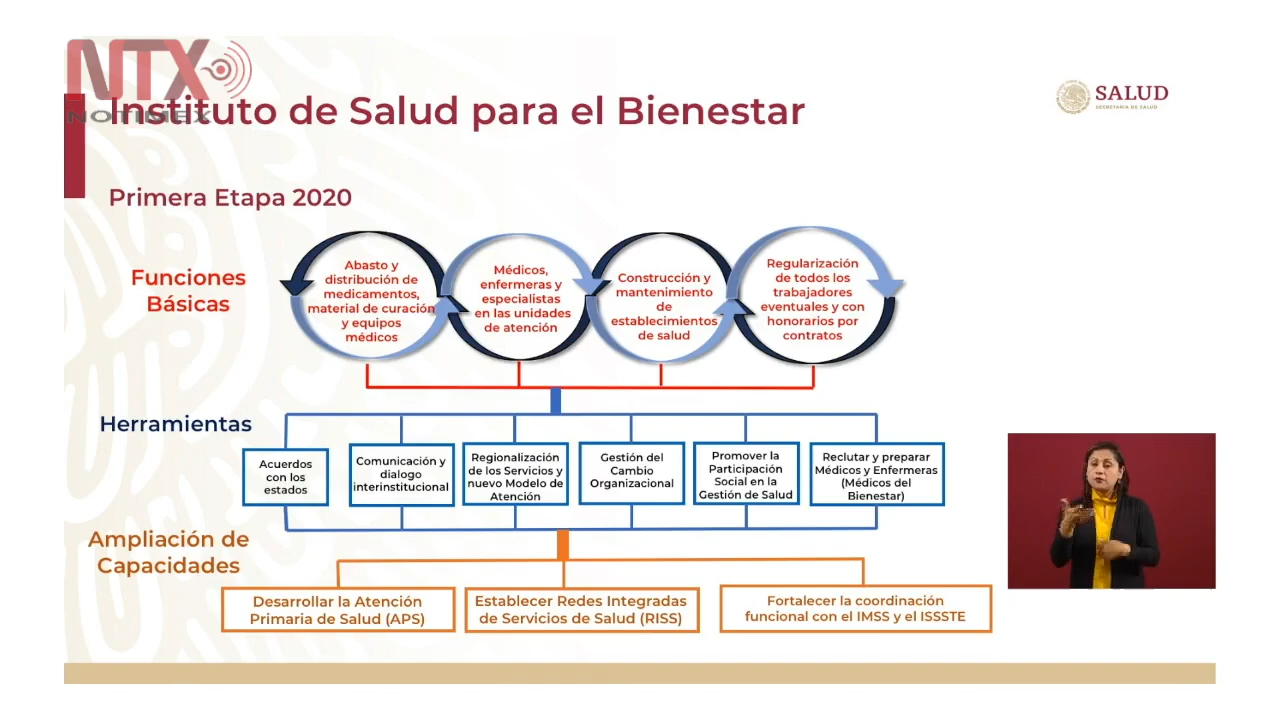 NTX
NOTIMEX
Instituto de Salud para el Bienestar
SALUD
SECRETARÍA DE SALUD
Primera Etapa 2020
Funciones
Básicas
Abasto y
distribución de
medicamentos,
material de curación
y equipos
médicos
Médicos,
enfermeras y
especialistas
en las unidades
de atención
Construcción y
mantenimiento
de
establecimientos
de salud
Regularización
de todos los
trabajadores
eventuales y con
honorarios por
contratos
Herramientas
Acuerdos
con los
estados
Comunicación y
dialogo
interinstitucional
Regionalización
de los Servicios y
nuevo Modelo de
Atención
Gestión del
Cambio
Organizacional
Promover la
Participación
Social en la
Gestión de Salud
Reclutar y preparar
Médicos y Enfermeras
(Médicos del
Bienestar)
Ampliación de
Capacidades
Desarrollar la Atención
Primaria de Salud (APS)
Establecer Redes Integradas
de Servicios de Salud (RISS)
Fortalecer la coordinación
funcional con el IMSS y el ISSSTE